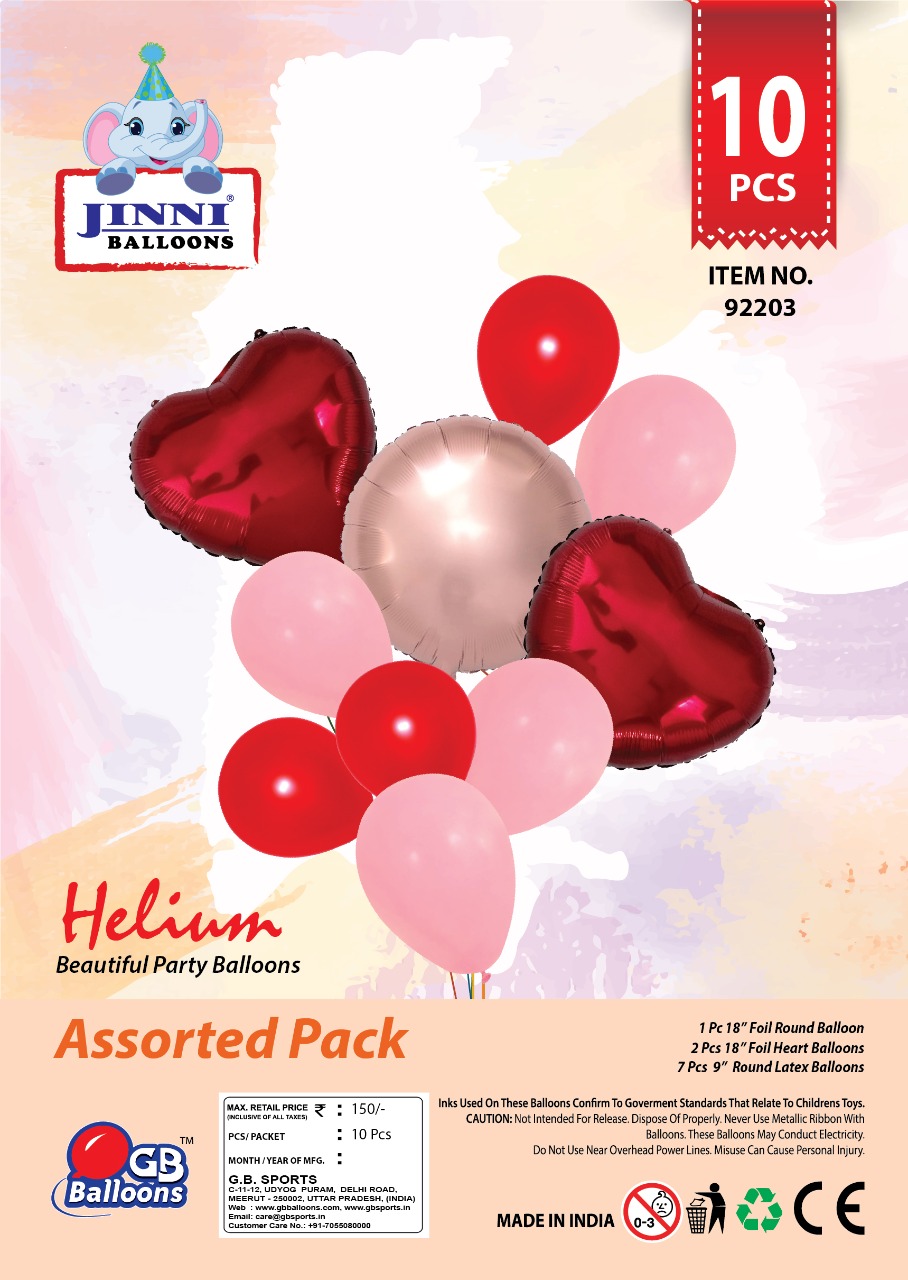 10
PCS
JINNI®
BALLOONS
ITEM NO.
92203
Helium
Beautiful Party Balloons
Assorted Pack
1 Pc 18” Foil Round Balloon
2 Pcs 18” Foil Heart Balloons
7 Pcs 9” Round Latex Balloons
GB TM
Balloons
MAX. RETAIL PRICE ₹ : 150/-
(INCLUSIVE OF ALL TAXES)
PCS/ PACKET : 10 Pcs
MONTH / YEAR OF MFG. :
G.B. SPORTS
C-11-12, UDYOG PURAM, DELHI ROAD,
MEERUT - 250002, UTTAR PRADESH, (INDIA)
Web : www.gbballoons.com, www.gbsports.in
Email: care@gbsports.in
Customer Care No.: +91-7055080000
Inks Used On These Balloons Confirm To Goverment Standards That Relate To Childrens Toys.
CAUTION: Not Intended For Release. Dispose Of Properly. Never Use Metallic Ribbon With
Balloons. These Balloons May Conduct Electricity.
Do Not Use Near Overhead Power Lines. Misuse Can Cause Personal Injury.
MADE IN INDIA
0-3
CE